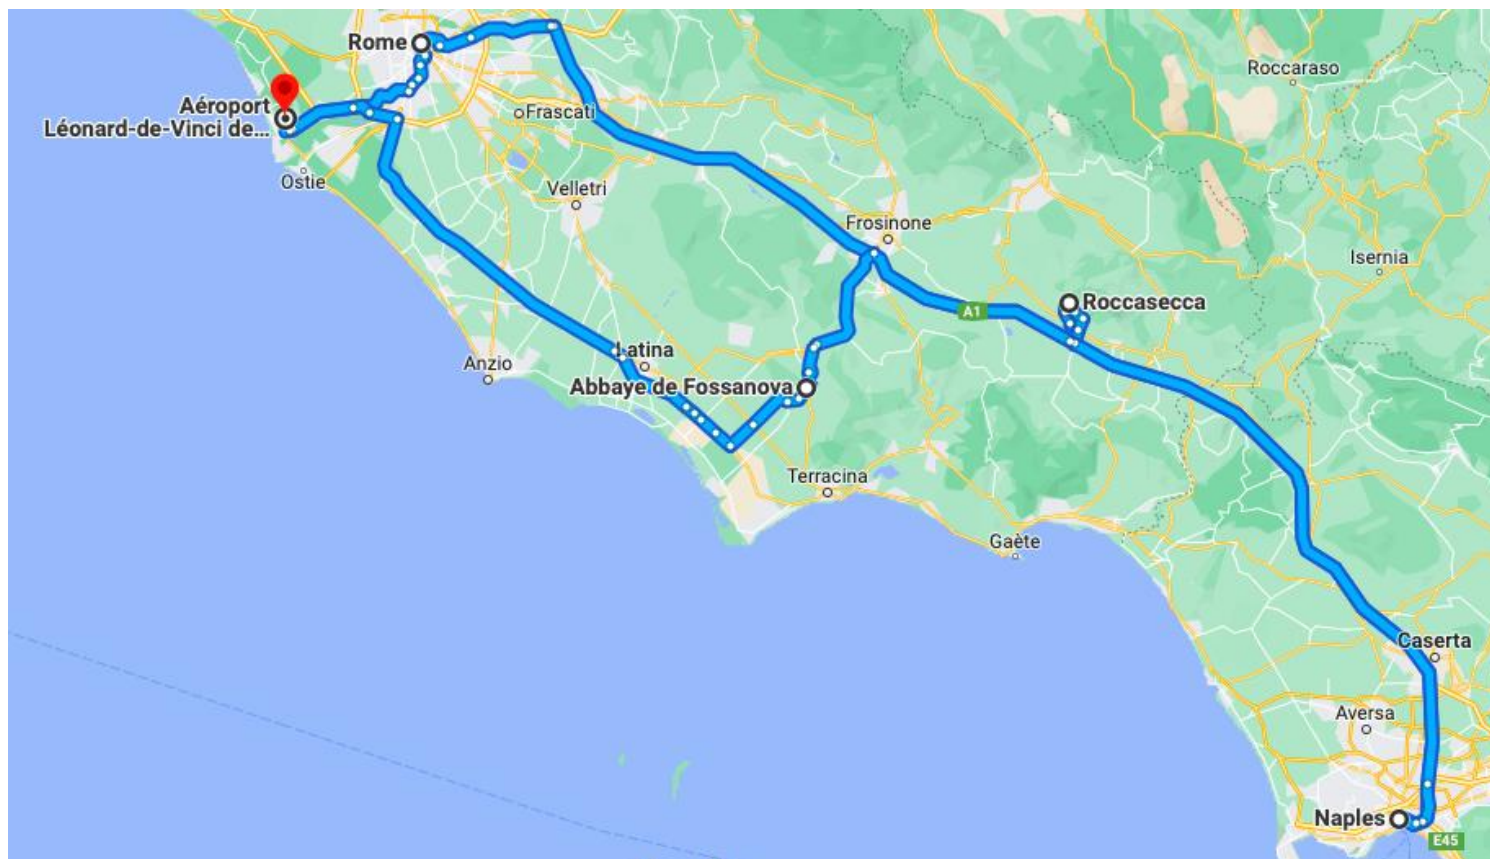 Rome
Roccaraso
Aéroport
Léonard-de-Vinci de...
Frascati
Ostie
Velletri
Frosinone
Isernia
Roccasecca
A1
Latina
Anzio
Abbaye de Fossanova
Terracina
Gaète
Caserta
Aversa
Naples
E45